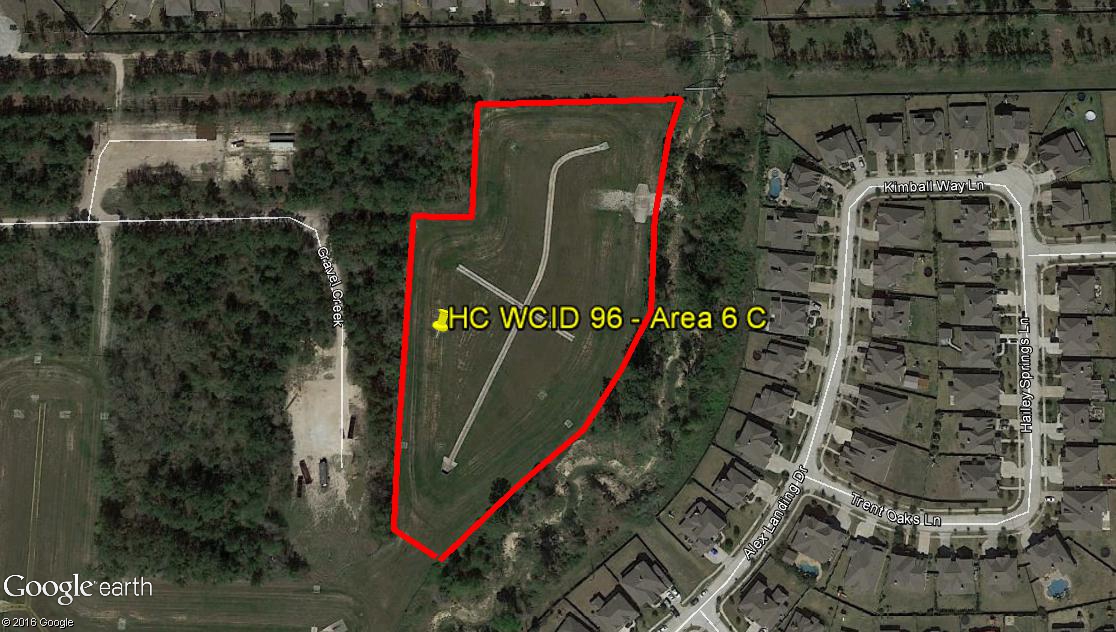 Kimball Way Ln
Gravel Creek
HC WCID 96 - Area 6 C
Hailey Springs Ln
Alex Landing Dr
Trent Oaks Ln
Google earth
© 2016 Google